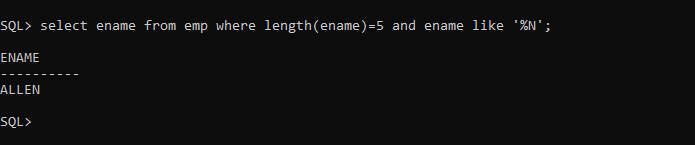 SQL> select ename from emp where length(ename)=5 and ename like '%N';
ENAME
----------
ALLEN
SQL>